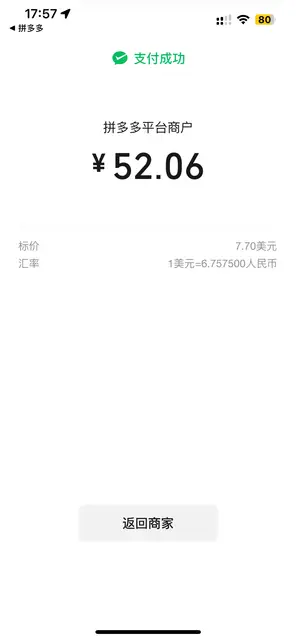 17:57
80
◀ 拼多多
支付成功
拼多多平台商户
¥52.06
标价 7.70美元
汇率 1美元=6.757500人民币
返回商家